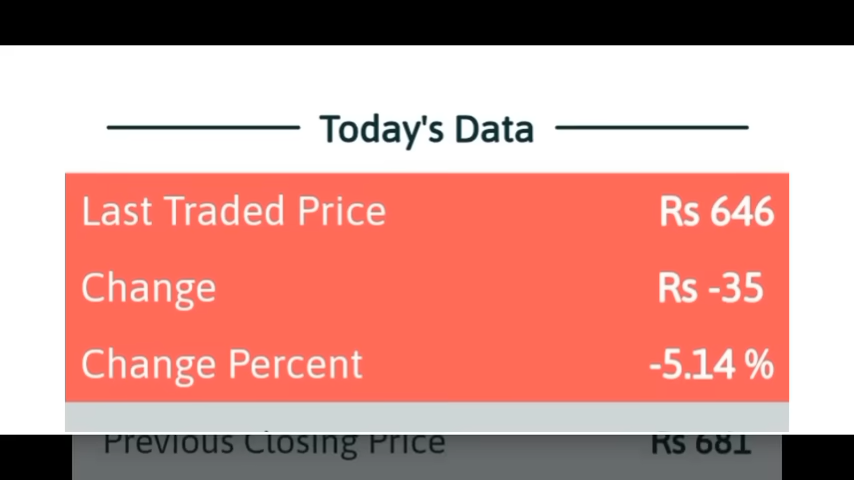 Today's Data
Last Traded Price Rs 646
Change Rs -35
Change Percent -5.14 %
Previous Closing Price Rs 681